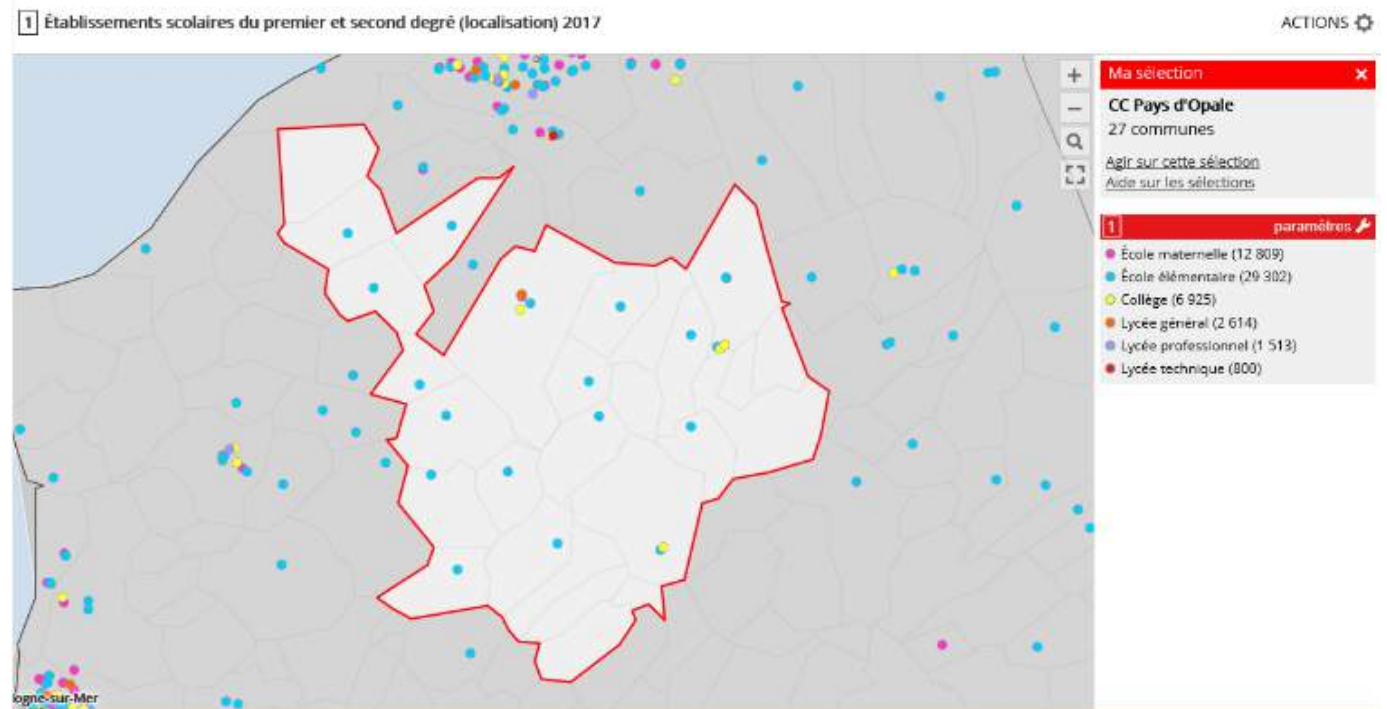 1 Établissements scolaires du premier et second degré (localisation) 2017
ACTIONS
+
−
Ma sélection ×
CC Pays d'Opale
27 communes
Agir sur cette sélection
Aide sur les sélections
1 paramètres
École maternelle (12 809)
École élémentaire (29 302)
Collège (6 925)
Lycée général (2 614)
Lycée professionnel (1 513)
Lycée technique (800)
ogne-sur-Mer